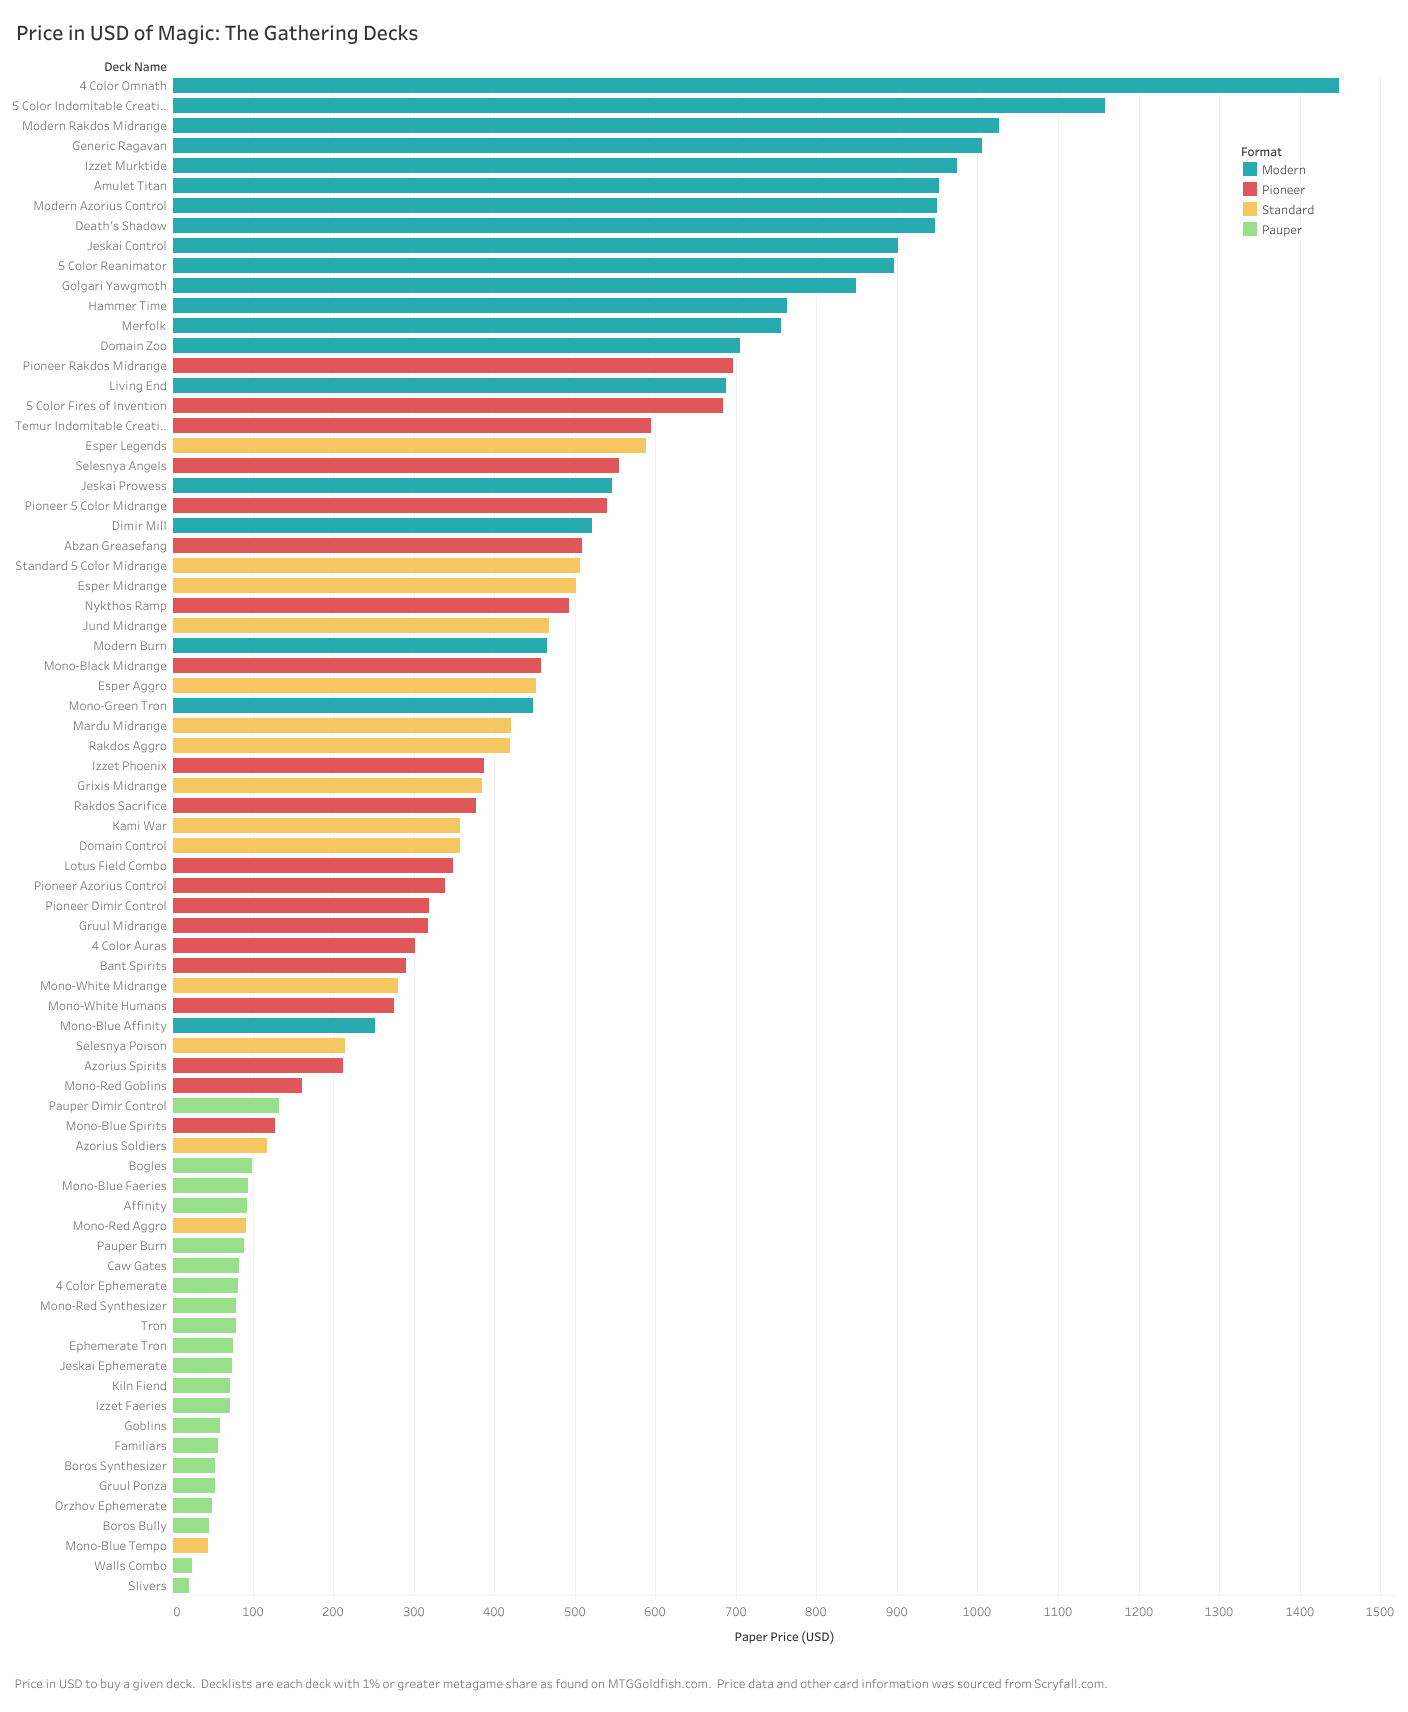 Price in USD of Magic: The Gathering Decks
Deck Name
4 Color Omnath
5 Color Indomitable Creati..
Modern Rakdos Midrange
Generic Ragavan
Izzet Murktide
Amulet Titan
Modern Azorius Control
Death's Shadow
Jeskai Control
5 Color Reanimator
Golgari Yawgmoth
Hammer Time
Merfolk
Domain Zoo
Pioneer Rakdos Midrange
Living End
5 Color Fires of Invention
Temur Indomitable Creati..
Esper Legends
Selesnya Angels
Jeskai Prowess
Pioneer 5 Color Midrange
Dimir Mill
Abzan Greasefang
Standard 5 Color Midrange
Esper Midrange
Nykthos Ramp
Jund Midrange
Modern Burn
Mono-Black Midrange
Esper Aggro
Mono-Green Tron
Mardu Midrange
Rakdos Aggro
Izzet Phoenix
Grixis Midrange
Rakdos Sacrifice
Kami War
Domain Control
Lotus Field Combo
Pioneer Azorius Control
Pioneer Dimir Control
Gruul Midrange
4 Color Auras
Bant Spirits
Mono-White Midrange
Mono-White Humans
Mono-Blue Affinity
Selesnya Poison
Azorius Spirits
Mono-Red Goblins
Pauper Dimir Control
Mono-Blue Spirits
Azorius Soldiers
Bogles
Mono-Blue Faeries
Affinity
Mono-Red Aggro
Pauper Burn
Caw Gates
4 Color Ephemerate
Mono-Red Synthesizer
Tron
Ephemerate Tron
Jeskai Ephemerate
Kiln Fiend
Izzet Faeries
Goblins
Familiars
Boros Synthesizer
Gruul Ponza
Orzhov Ephemerate
Boros Bully
Mono-Blue Tempo
Walls Combo
Slivers
Format
Modern
Pioneer
Standard
Pauper
0 100 200 300 400 500 600 700 800 900 1000 1100 1200 1300 1400 1500
Paper Price (USD)
Price in USD to buy a given deck. Decklists are each deck with 1% or greater metagame share as found on MTGGoldfish.com. Price data and other card information was sourced from Scryfall.com.